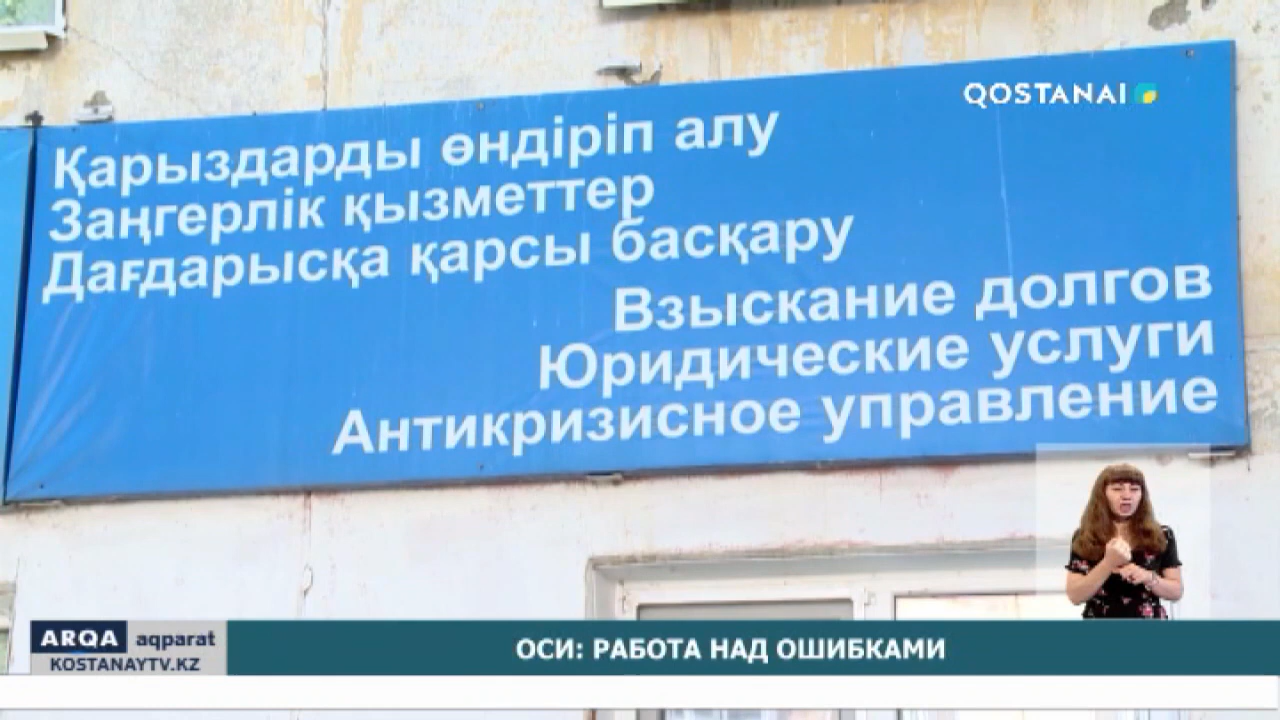 QOSTANAI
Қарыздарды өндіріп алу
Заңгерлік қызметтер
Дағдарысқа қарсы басқару
Взыскание долгов
Юридические услуги
Антикризисное управление
ARQA aqparat
KOSTANAYTV.KZ
ОСИ: РАБОТА НАД ОШИБКАМИ